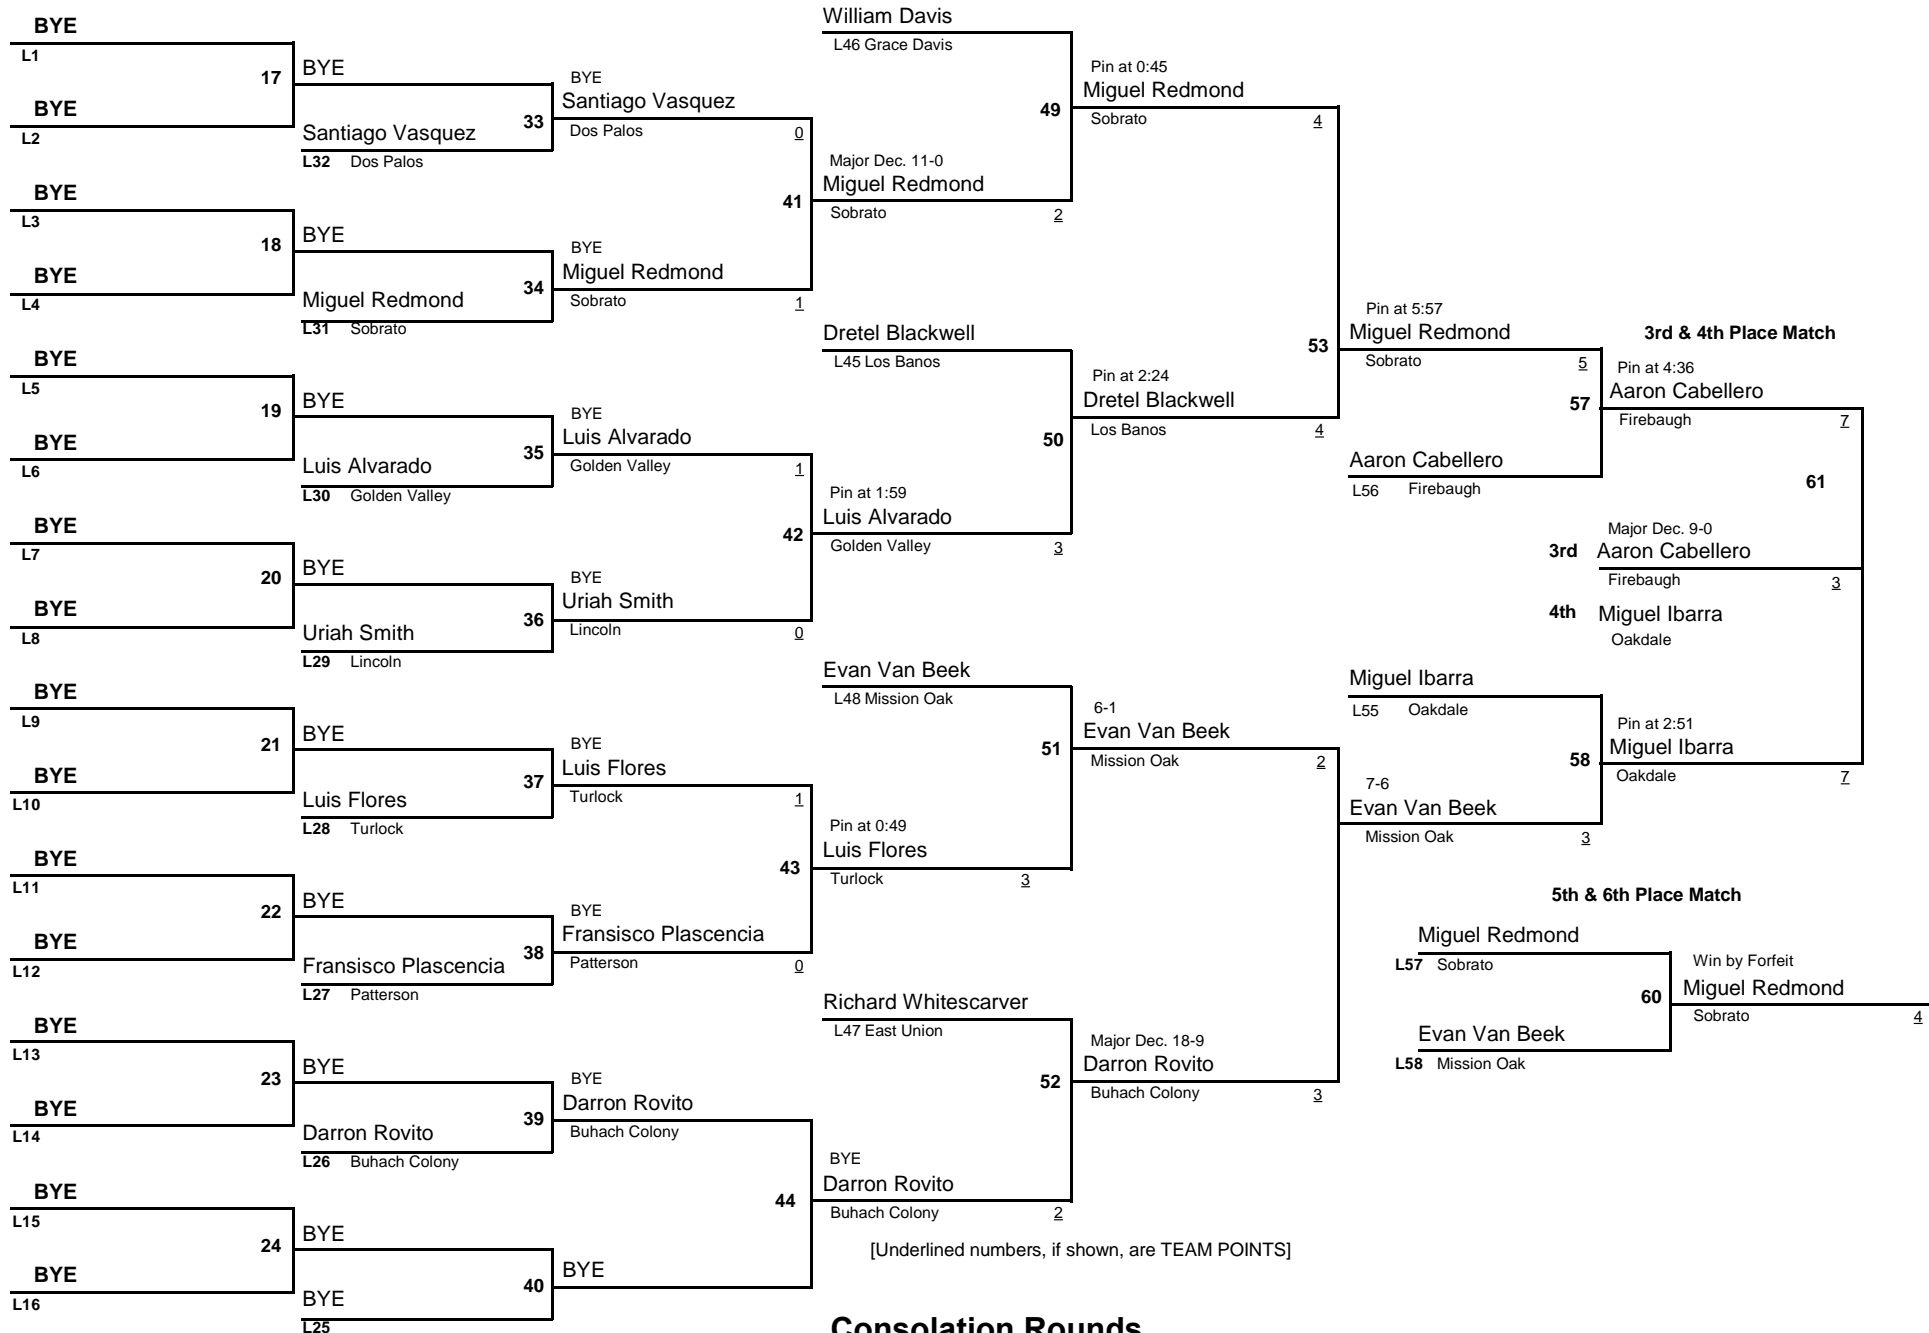 BYE
L1
17
BYE
L2
BYE
L3
18
BYE
L4
BYE
L5
19
BYE
L6
BYE
L7
20
BYE
L8
BYE
L9
21
BYE
L10
BYE
L11
22
BYE
L12
BYE
L13
23
BYE
L14
BYE
L15
24
BYE
L16
BYE
33
Santiago Vasquez
L32 Dos Palos
BYE
34
Miguel Redmond
L31 Sobrato
BYE
35
Luis Alvarado
L30 Golden Valley
BYE
36
Uriah Smith
L29 Lincoln
BYE
37
Luis Flores
L28 Turlock
BYE
38
Fransisco Plascencia
L27 Patterson
BYE
39
Darron Rovito
L26 Buhach Colony
BYE
40
BYE
L25
BYE
Santiago Vasquez
Dos Palos 0
41
BYE
Miguel Redmond
Sobrato 1
BYE
Luis Alvarado
Golden Valley 1
42
BYE
Uriah Smith
Lincoln 0
BYE
Luis Flores
Turlock 1
43
BYE
Fransisco Plascencia
Patterson 0
BYE
Darron Rovito
Buhach Colony
44
BYE
William Davis
L46 Grace Davis
49
Major Dec. 11-0
Miguel Redmond
Sobrato 2
Dretel Blackwell
L45 Los Banos
50
Pin at 1:59
Luis Alvarado
Golden Valley 3
Evan Van Beek
L48 Mission Oak
51
Pin at 0:49
Luis Flores
Turlock 3
Richard Whitescarver
L47 East Union
52
BYE
Darron Rovito
Buhach Colony 2
[Underlined numbers, if shown, are TEAM POINTS]
Pin at 0:45
Miguel Redmond
Sobrato 4
53
Pin at 2:24
Dretel Blackwell
Los Banos 4
6-1
Evan Van Beek
Mission Oak 2
Major Dec. 18-9
Darron Rovito
Buhach Colony 3
Pin at 5:57
Miguel Redmond
Sobrato 5
57
Aaron Cabellero
L56 Firebaugh
Miguel Ibarra
L55 Oakdale
58
7-6
Evan Van Beek
Mission Oak 3
3rd & 4th Place Match
Pin at 4:36
Aaron Cabellero
Firebaugh 7
61
Major Dec. 9-0
3rd Aaron Cabellero
Firebaugh 3
4th Miguel Ibarra
Oakdale
Pin at 2:51
Miguel Ibarra
Oakdale 7
5th & 6th Place Match
Miguel Redmond
L57 Sobrato
60
Evan Van Beek
L58 Mission Oak
Win by Forfeit
Miguel Redmond
Sobrato 4
Consolation Rounds